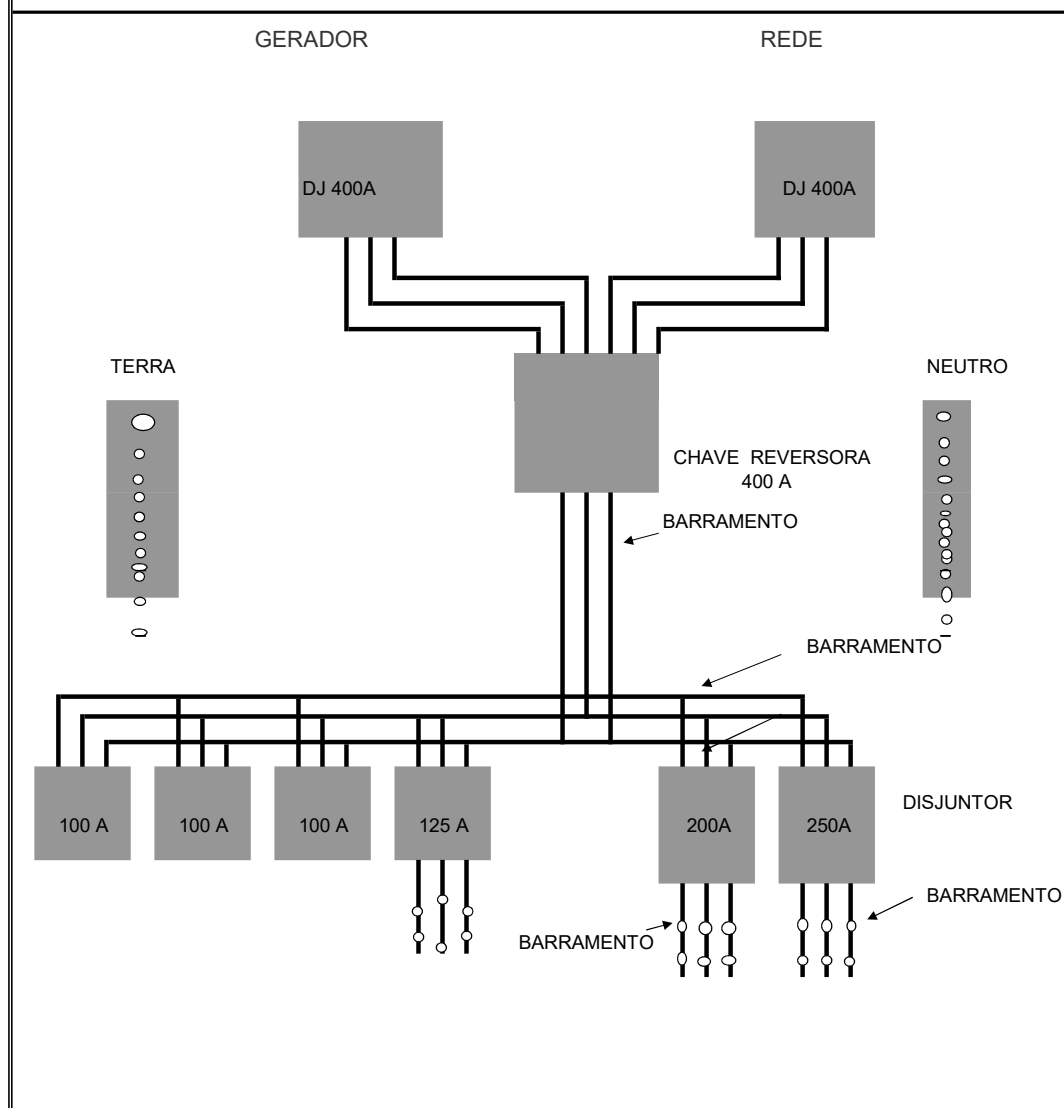 GERADOR
REDE
DJ 400A
DJ 400A
TERRA
NEUTRO
CHAVE REVERSORA
400 A
BARRAMENTO
BARRAMENTO
100 A
100 A
100 A
125 A
200A
250A
DISJUNTOR
BARRAMENTO
BARRAMENTO